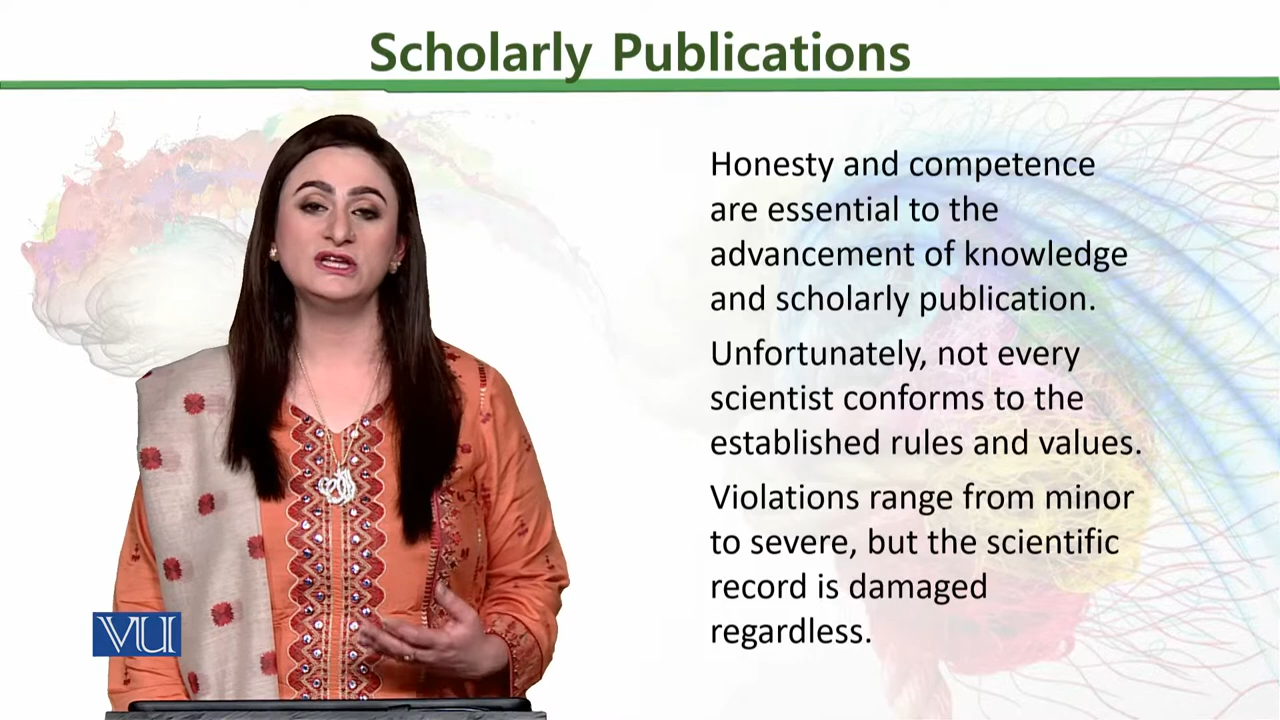 Scholarly Publications
Honesty and competence
are essential to the
advancement of knowledge
and scholarly publication.
Unfortunately, not every
scientist conforms to the
established rules and values.
Violations range from minor
to severe, but the scientific
record is damaged
regardless.
VU